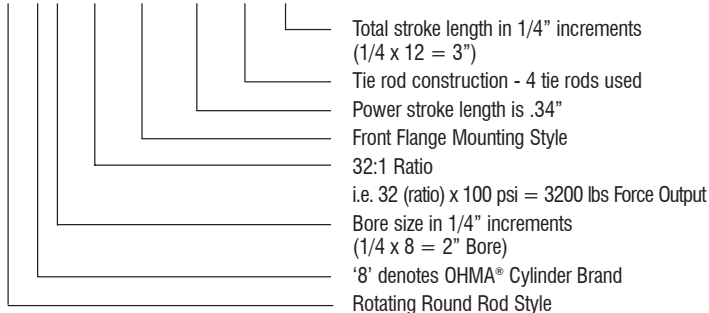 Total stroke length in 1/4” increments
(1/4 x 12 = 3”)
Tie rod construction - 4 tie rods used
Power stroke length is .34”
Front Flange Mounting Style
32:1 Ratio
i.e. 32 (ratio) x 100 psi = 3200 lbs Force Output
Bore size in 1/4” increments
(1/4 x 8 = 2” Bore)
‘8’ denotes OHMA® Cylinder Brand
Rotating Round Rod Style